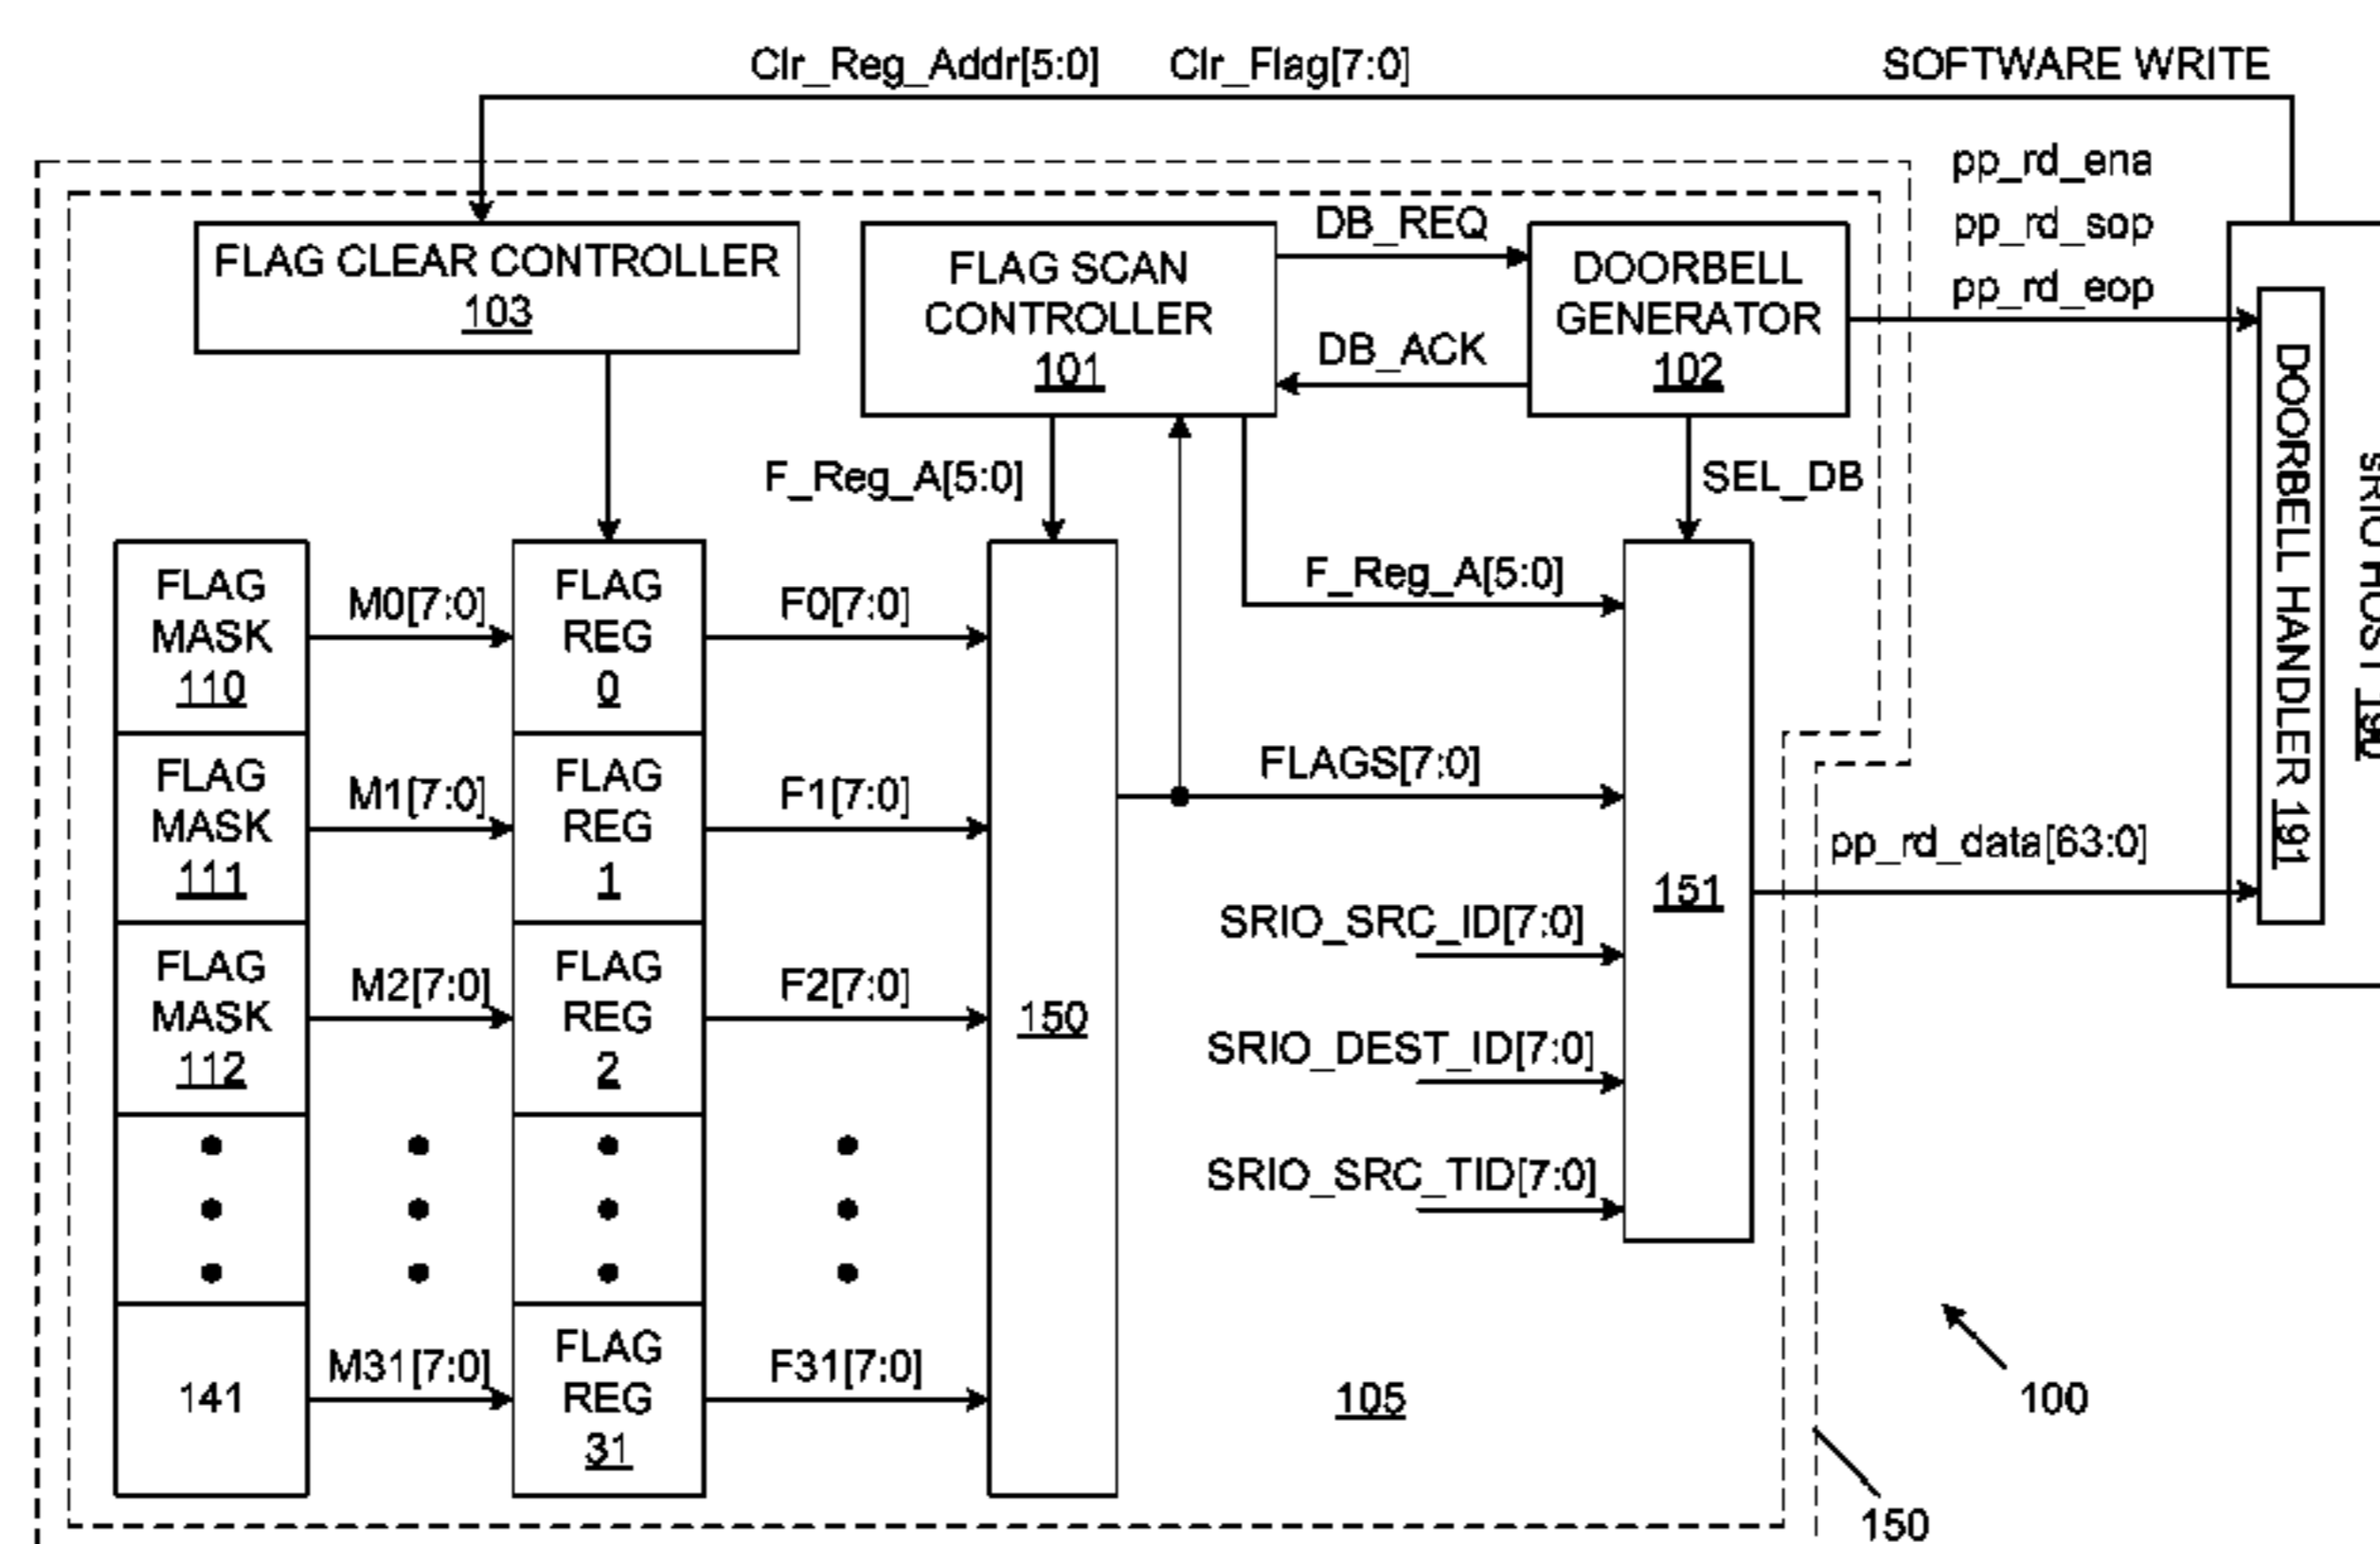 Clr_Reg_Addr[5:0] Clr_Flag[7:0] SOFTWARE WRITE
pp_rd_ena
pp_rd_sop
pp_rd_eop
FLAG CLEAR CONTROLLER
103
FLAG SCAN
CONTROLLER
101
DB_REQ
DB_ACK
DOORBELL
GENERATOR
102
DOORBELL HANDLER 191
SRIO HOST 190
F_Reg_A[5:0]
SEL_DB
F_Reg_A[5:0]
FLAG
MASK
110
M0[7:0]
FLAG
REG
0
F0[7:0]
FLAG
MASK
111
M1[7:0]
FLAG
REG
1
F1[7:0]
FLAGS[7:0]
FLAG
MASK
112
M2[7:0]
FLAG
REG
2
F2[7:0]
150
151
pp_rd_data[63:0]
SRIO_SRC_ID[7:0]
SRIO_DEST_ID[7:0]
SRIO_SRC_TID[7:0]
141
M31[7:0]
FLAG
REG
31
F31[7:0]
105
100
150